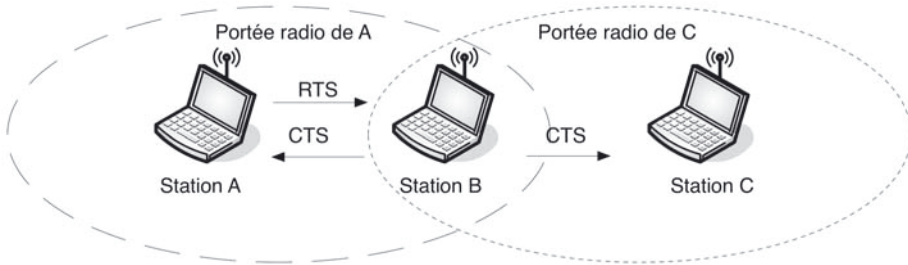 Portée radio de A
Portée radio de C
RTS
CTS
CTS
Station A
Station B
Station C